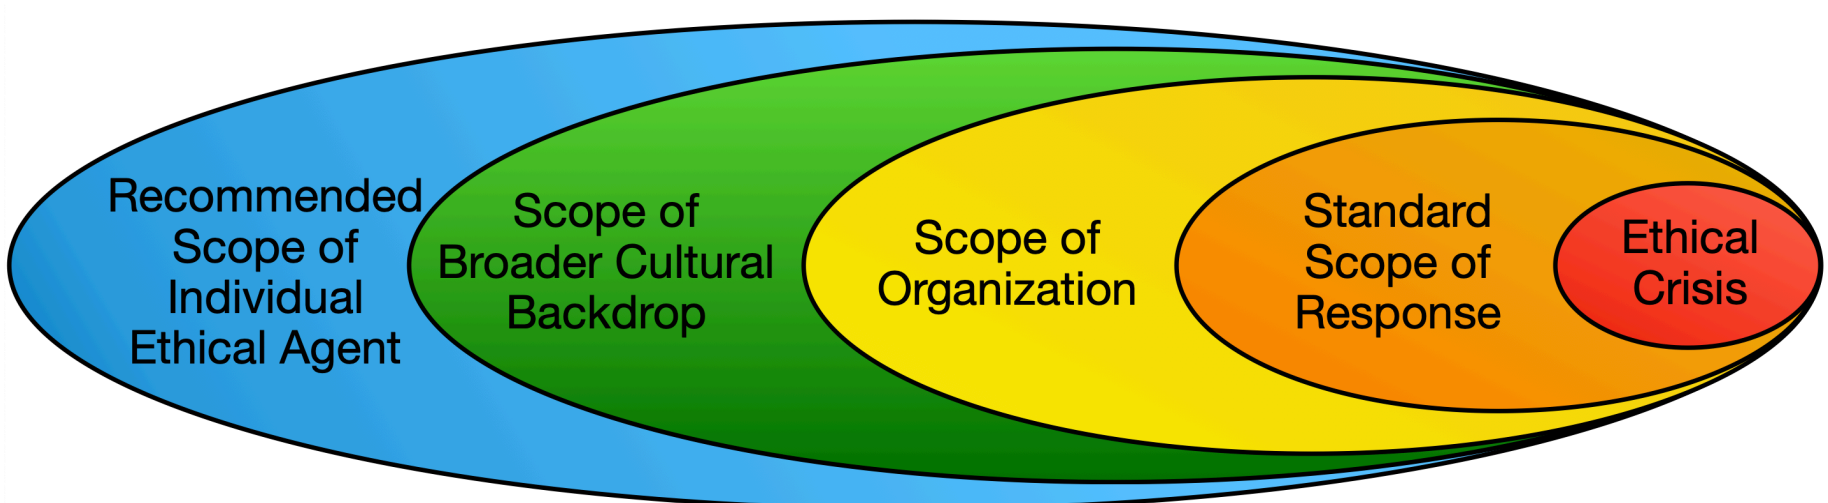 Recommended
Scope of
Individual
Ethical Agent
Scope of
Broader Cultural
Backdrop
Scope of
Organization
Standard
Scope of
Response
Ethical
Crisis